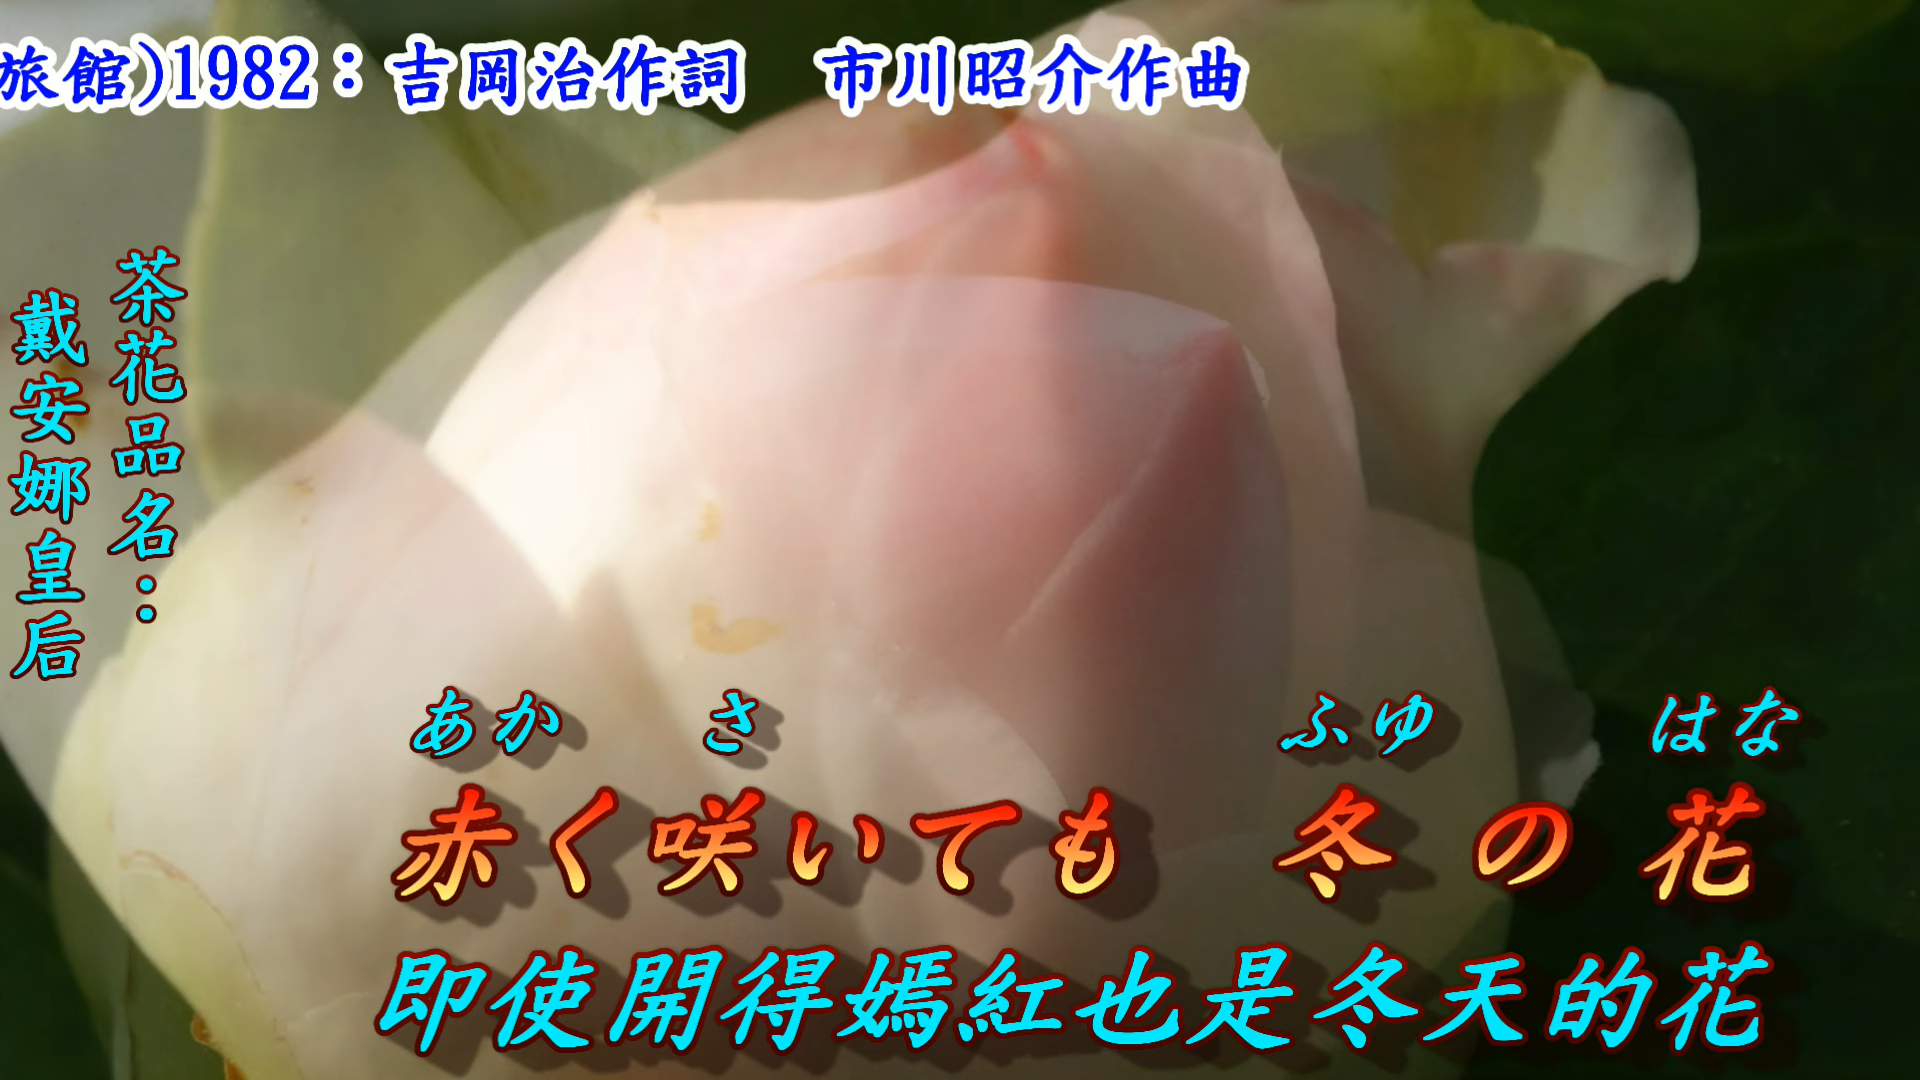 旅館)1982：吉岡治作詞　市川昭介作曲
茶花品名：
戴安娜皇后
あか　さ　ふゆ　はな
赤く咲いても　冬の花
即使開得嫣紅也是冬天的花